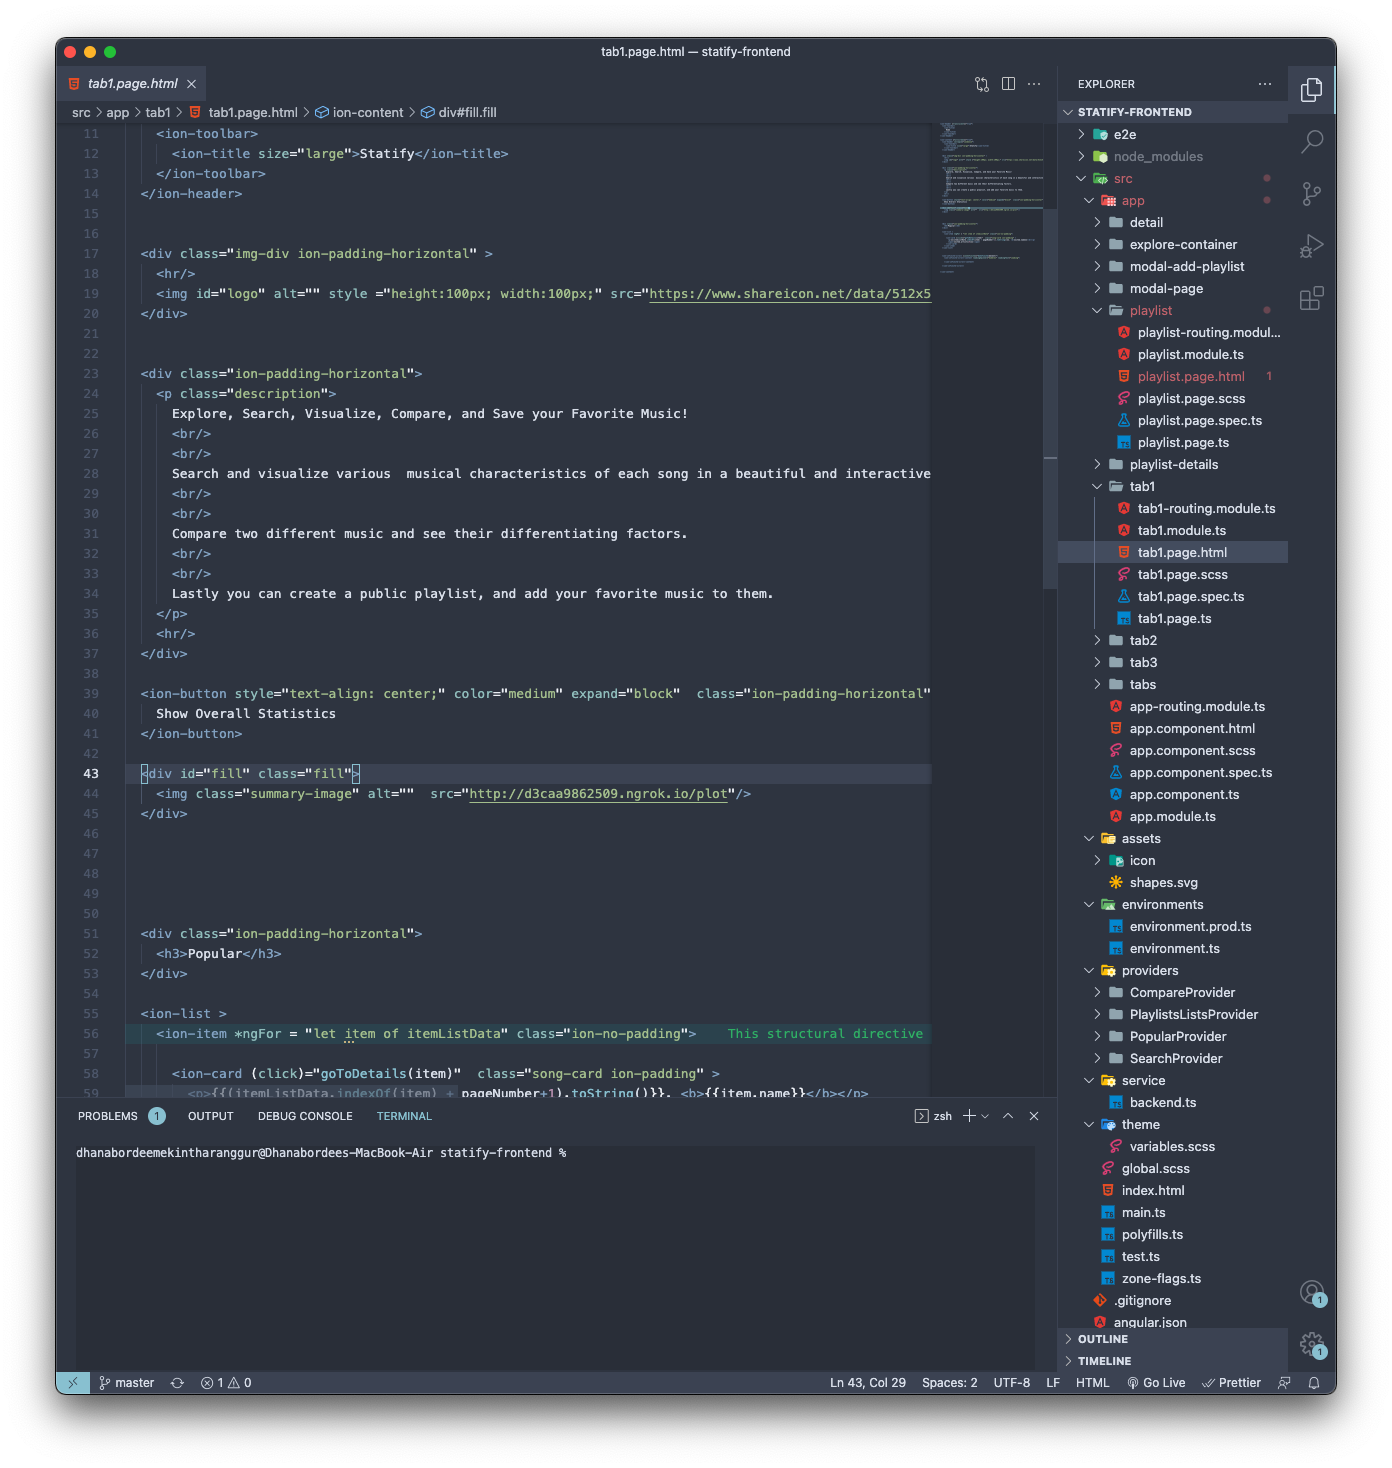 tab1.page.html — statify-frontend
tab1.page.html
src > app > tab1 > tab1.page.html > ion-content > div#fill.fill
11 <ion-toolbar>
12 <ion-title size="large">Statify</ion-title>
13 </ion-toolbar>
14 </ion-header>
15
16
17 <div class="img-div ion-padding-horizontal" >
18 <hr/>
19 <img id="logo" alt="" style ="height:100px; width:100px;" src="https://www.shareicon.net/data/512x5
20 </div>
21
22
23 <div class="ion-padding-horizontal">
24 <p class="description">
25 Explore, Search, Visualize, Compare, and Save your Favorite Music!
26 <br/>
27 <br/>
28 Search and visualize various  musical characteristics of each song in a beautiful and interactive
29 <br/>
30 <br/>
31 Compare two different music and see their differentiating factors.
32 <br/>
33 <br/>
34 Lastly you can create a public playlist, and add your favorite music to them.
35 </p>
36 <hr/>
37 </div>
38
39 <ion-button style="text-align: center;" color="medium" expand="block"  class="ion-padding-horizontal"
40 Show Overall Statistics
41 </ion-button>
42
43 <div id="fill" class="fill">
44 <img class="summary-image" alt=""  src="http://d3caa9862509.ngrok.io/plot"/>
45 </div>
46
47
48
49
50
51 <div class="ion-padding-horizontal">
52 <h3>Popular</h3>
53 </div>
54
55 <ion-list >
56 <ion-item *ngFor = "let item of itemListData" class="ion-no-padding"> This structural directive
57
58 <ion-card (click)="goToDetails(item)"  class="song-card ion-padding" >
59 <p>{{(itemListData.indexOf(item) + pageNumber+1).toString()}}. <b>{{item.name}}</b></p>
PROBLEMS 1 OUTPUT DEBUG CONSOLE TERMINAL
zsh
dhanabordeemekintharanggur@Dhanabordees-MacBook-Air statify-frontend %
EXPLORER
STATIFY-FRONTEND
e2e
node_modules
src
app
detail
explore-container
modal-add-playlist
modal-page
playlist
playlist-routing.modul...
playlist.module.ts
playlist.page.html 1
playlist.page.scss
playlist.page.spec.ts
playlist.page.ts
playlist-details
tab1
tab1-routing.module.ts
tab1.module.ts
tab1.page.html
tab1.page.scss
tab1.page.spec.ts
tab1.page.ts
tab2
tab3
tabs
app-routing.module.ts
app.component.html
app.component.scss
app.component.spec.ts
app.component.ts
app.module.ts
assets
icon
shapes.svg
environments
environment.prod.ts
environment.ts
providers
CompareProvider
PlaylistsListsProvider
PopularProvider
SearchProvider
service
backend.ts
theme
variables.scss
global.scss
index.html
main.ts
polyfills.ts
test.ts
zone-flags.ts
.gitignore
angular.json
OUTLINE
TIMELINE
1
1
master 1 0 Ln 43, Col 29 Spaces: 2 UTF-8 LF HTML Go Live Prettier